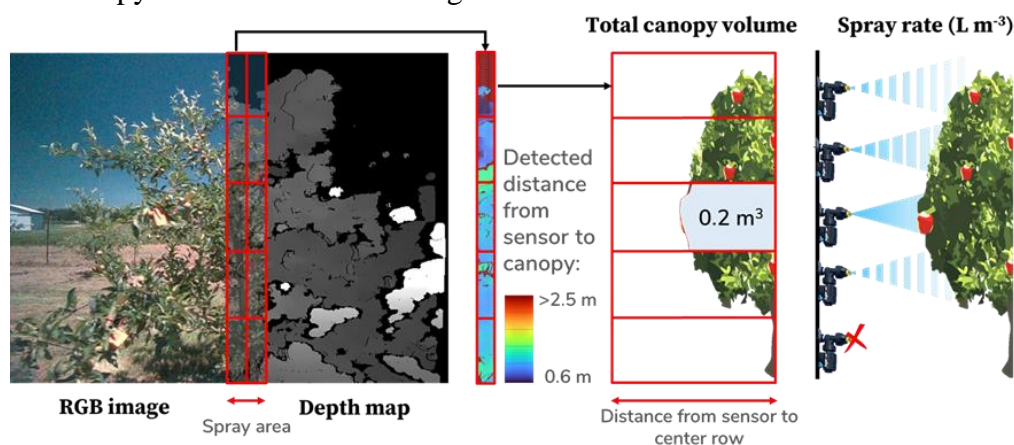 Total canopy volume
Spray rate (L m⁻³)
Detected
distance
from
sensor to
canopy:
>2.5 m
0.6 m
0.2 m³
RGB image
Depth map
Spray area
Distance from sensor to
center row